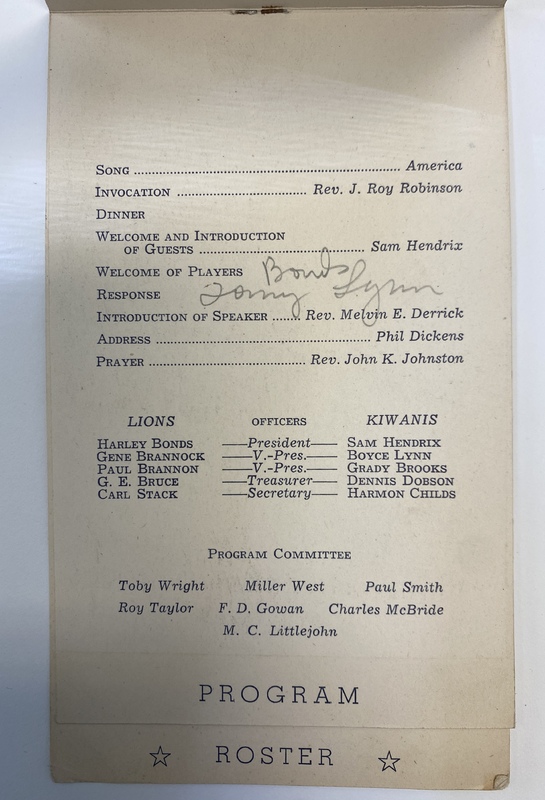 SONG ........ America
INVOCATION ........ Rev. J. Roy Robinson
DINNER
WELCOME AND INTRODUCTION
OF GUESTS ........ Sam Hendrix
WELCOME OF PLAYERS Bonds
RESPONSE Tommy Lynn
INTRODUCTION OF SPEAKER ....... Rev. Melvin E. Derrick
ADDRESS ........ Phil Dickens
PRAYER ........ Rev. John K. Johnston
LIONS OFFICERS KIWANIS
HARLEY BONDS ——President—— SAM HENDRIX
GENE BRANNOCK ——V.-Pres.—— BOYCE LYNN
PAUL BRANNON ——V.-Pres.—— GRADY BROOKS
G. E. BRUCE ——Treasurer—— DENNIS DOBSON
CARL STACK ——Secretary—— HARMON CHILDS
PROGRAM COMMITTEE
Toby Wright Miller West Paul Smith
Roy Taylor F. D. Gowan Charles McBride
M. C. Littlejohn
PROGRAM
☆ ROSTER ☆